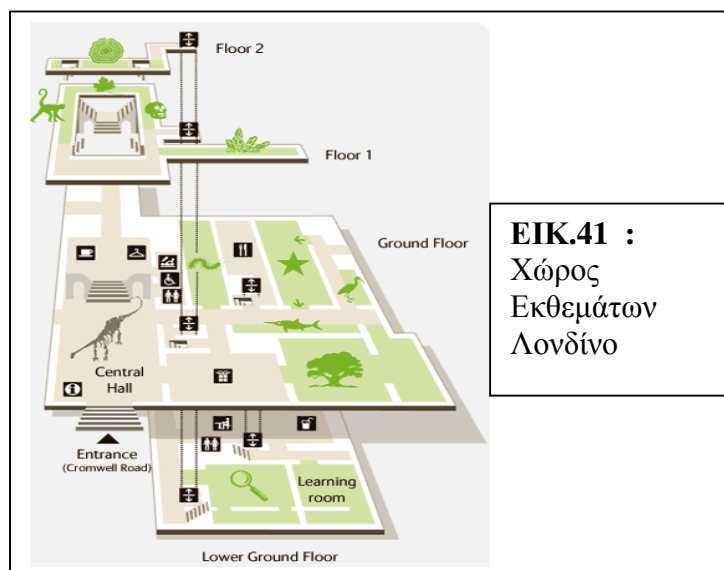 Floor 2
Floor 1
Ground Floor
ΕΙΚ.41 :
Χώρος
Εκθεμάτων
Λονδίνο
Central
Hall
Entrance
(Cromwell Road)
Learning
room
Lower Ground Floor